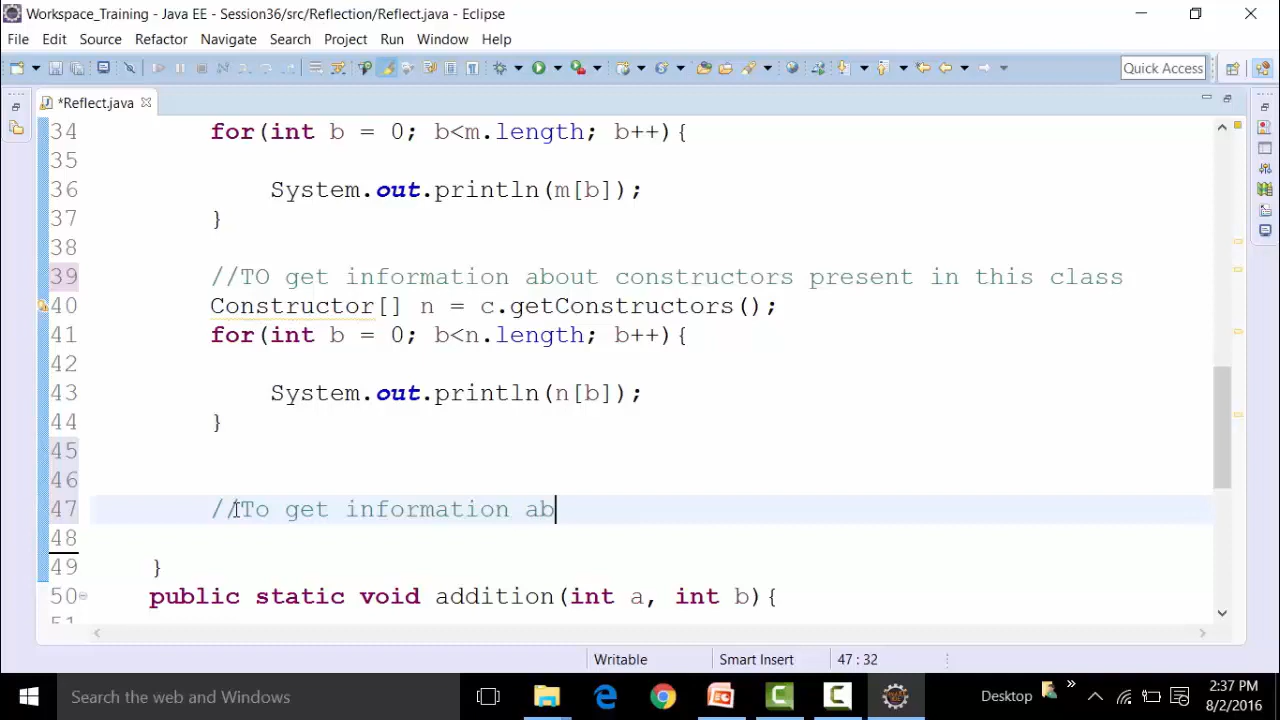 Workspace_Training - Java EE - Session36/src/Reflection/Reflect.java - Eclipse
File Edit Source Refactor Navigate Search Project Run Window Help
Quick Access
*Reflect.java
34 for(int b = 0; b<m.length; b++){
35
36 System.out.println(m[b]);
37 }
38
39 //TO get information about constructors present in this class
40 Constructor[] n = c.getConstructors();
41 for(int b = 0; b<n.length; b++){
42
43 System.out.println(n[b]);
44 }
45
46
47 //To get information ab
48
49 }
50 public static void addition(int a, int b){
51
Writable Smart Insert 47 : 32
Search the web and Windows Desktop 2:37 PM
8/2/2016